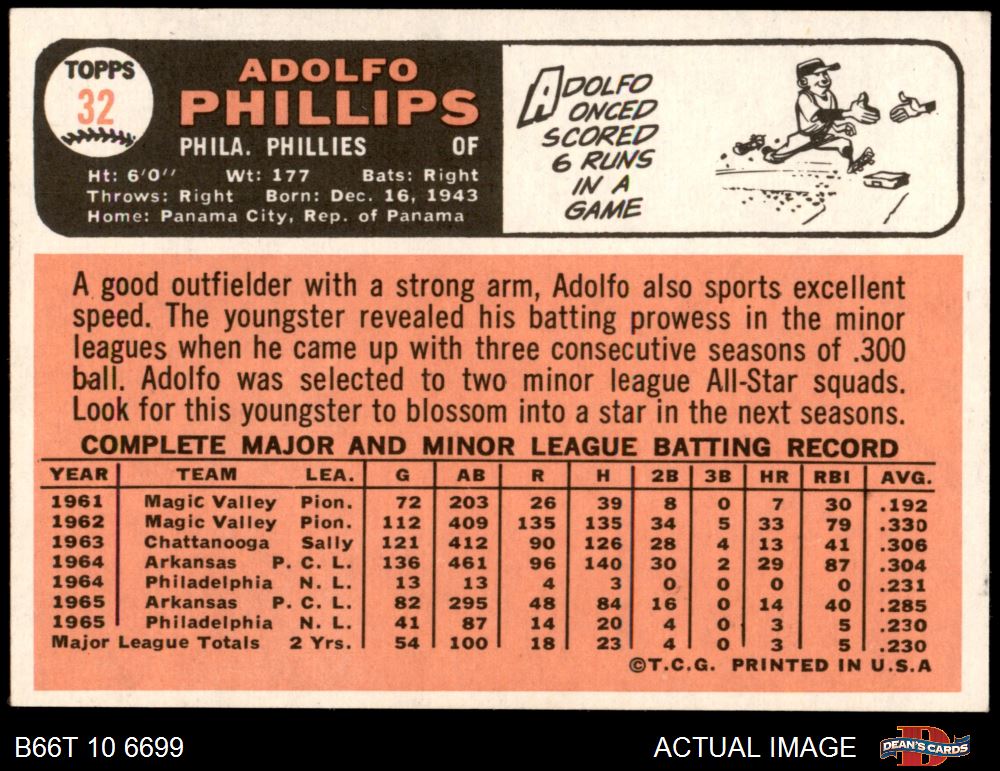 TOPPS
32
ADOLFO
PHILLIPS
PHILA. PHILLIES OF
Ht: 6'0" Wt: 177 Bats: Right
Throws: Right Born: Dec. 16, 1943
Home: Panama City, Rep. of Panama
ADOLFO
ONCED
SCORED
6 RUNS
IN A
GAME
A good outfielder with a strong arm, Adolfo also sports excellent
speed. The youngster revealed his batting prowess in the minor
leagues when he came up with three consecutive seasons of .300
ball. Adolfo was selected to two minor league All-Star squads.
Look for this youngster to blossom into a star in the next seasons.
COMPLETE MAJOR AND MINOR LEAGUE BATTING RECORD
YEAR TEAM LEA. G AB R H 2B 3B HR RBI AVG.
1961 Magic Valley Pion. 72 203 26 39 8 0 7 30 .192
1962 Magic Valley Pion. 112 409 135 135 34 5 33 79 .330
1963 Chattanooga Sally 121 412 90 126 28 4 13 41 .306
1964 Arkansas P. C. L. 136 461 96 140 30 2 29 87 .304
1964 Philadelphia N. L. 13 13 4 3 0 0 0 0 .231
1965 Arkansas P. C. L. 82 295 48 84 16 0 14 40 .285
1965 Philadelphia N. L. 41 87 14 20 4 0 3 5 .230
Major League Totals 2 Yrs. 54 100 18 23 4 0 3 5 .230
©T.C.G. PRINTED IN U.S.A
B66T 10 6699 ACTUAL IMAGE D DEAN'S CARDS